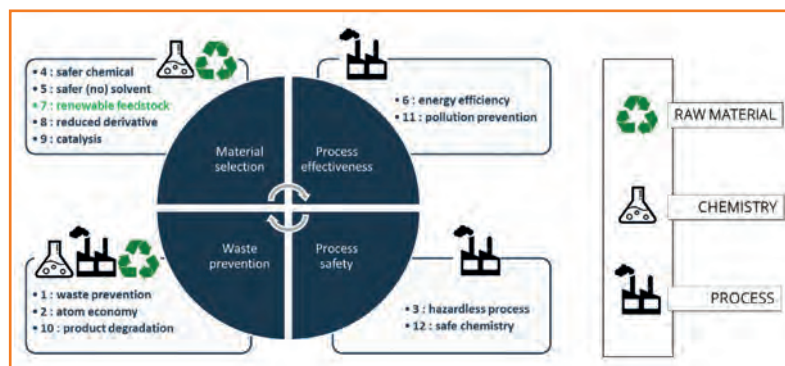 • 4 : safer chemical
• 5 : safer (no) solvent
• 7 : renewable feedstock
• 8 : reduced derivative
• 9 : catalysis
• 6 : energy efficiency
• 11 : pollution prevention
Material
selection
Process
effectiveness
Waste
prevention
Process
safety
• 1 : waste prevention
• 2 : atom economy
• 10 : product degradation
• 3 : hazardless process
• 12 : safe chemistry
RAW MATERIAL
CHEMISTRY
PROCESS